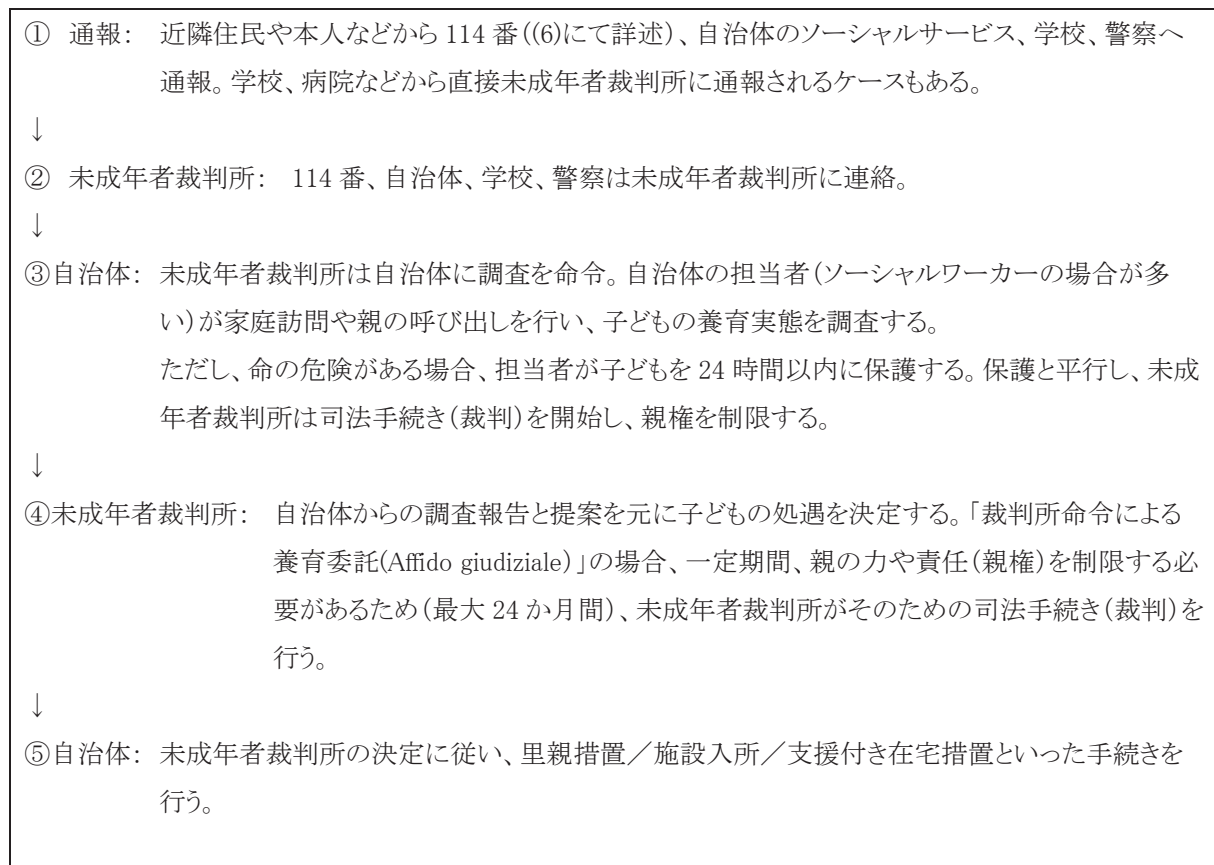 ① 通報： 近隣住民や本人などから 114 番((6)にて詳述)、自治体のソーシャルサービス、学校、警察へ
通報。学校、病院などから直接未成年者裁判所に通報されるケースもある。
↓
② 未成年者裁判所： 114 番、自治体、学校、警察は未成年者裁判所に連絡。
↓
③自治体： 未成年者裁判所は自治体に調査を命令。自治体の担当者(ソーシャルワーカーの場合が多
い)が家庭訪問や親の呼び出しを行い、子どもの養育実態を調査する。
ただし、命の危険がある場合、担当者が子どもを 24 時間以内に保護する。保護と平行し、未成
年者裁判所は司法手続き(裁判)を開始し、親権を制限する。
↓
④未成年者裁判所： 自治体からの調査報告と提案を元に子どもの処遇を決定する。「裁判所命令による
養育委託(Affido giudiziale)」の場合、一定期間、親の力や責任(親権)を制限する必
要があるため(最大 24 か月間)、未成年者裁判所がそのための司法手続き(裁判)を
行う。
↓
⑤自治体： 未成年者裁判所の決定に従い、里親措置／施設入所／支援付き在宅措置といった手続きを
行う。